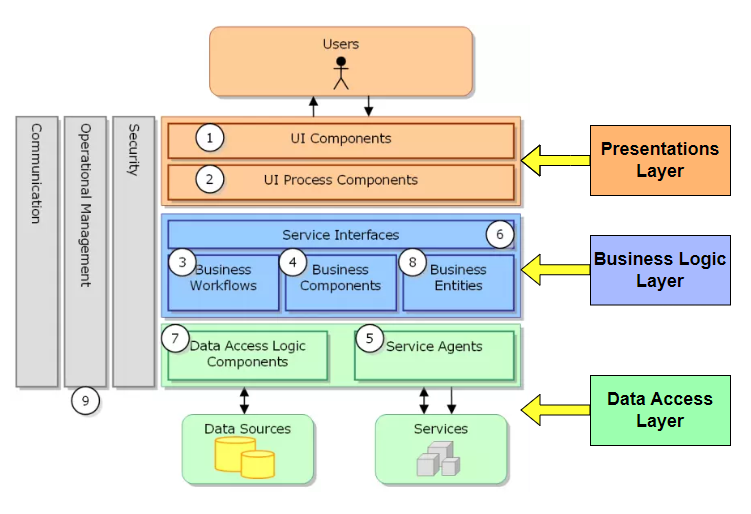 Users
Communication
Operational Management
Security
1
UI Components
2
UI Process Components
Presentations
Layer
Service Interfaces
6
3
Business
Workflows
4
Business
Components
8
Business
Entities
Business Logic
Layer
7
Data Access Logic
Components
5
Service Agents
9
Data Sources
Services
Data Access
Layer